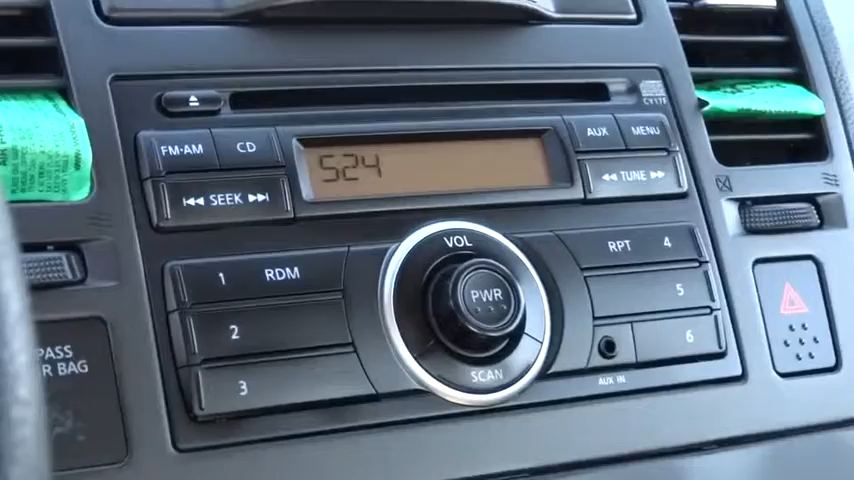 CY17F
FM·AM CD
524
AUX MENU
SEEK
TUNE
VOL
PWR
SCAN
1 RDM
2
3
RPT 4
5
6
AUX IN
PASS
R BAG